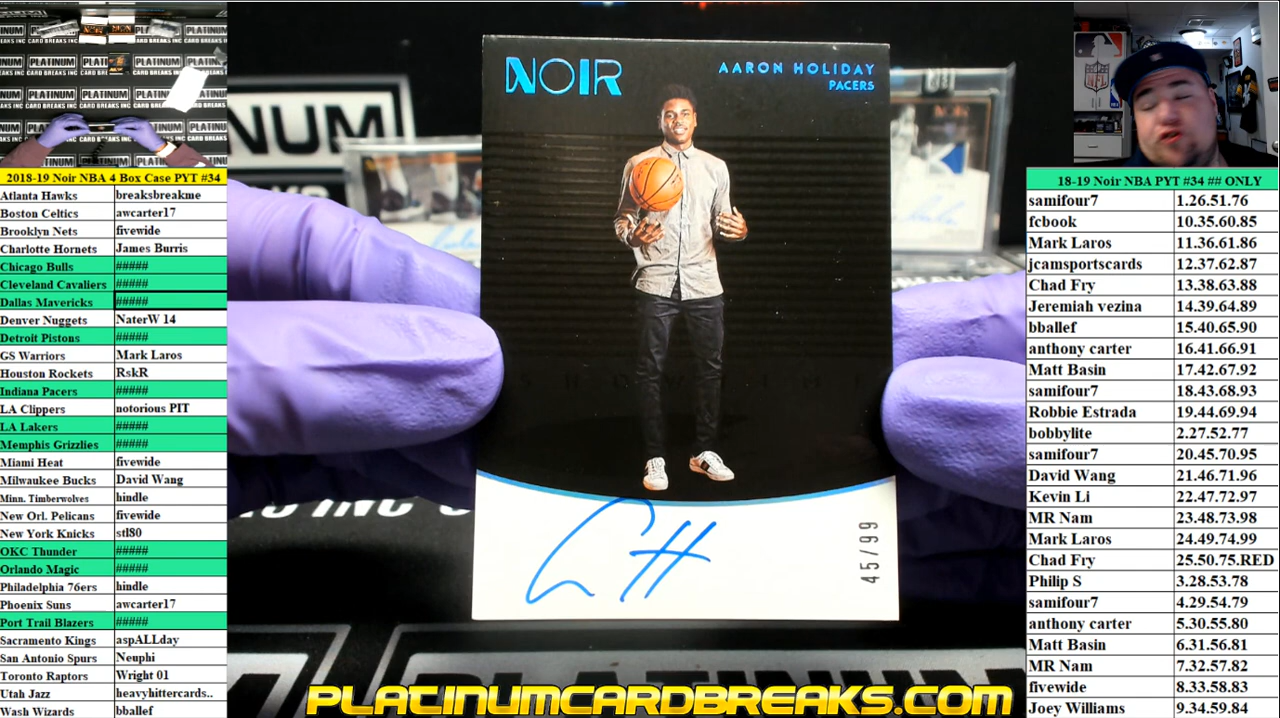 2018-19 Noir NBA 4 Box Case PYT #34
Atlanta Hawks breaksbreakme
Boston Celtics awcarter17
Brooklyn Nets fivewide
Charlotte Hornets James Burris
Chicago Bulls #####
Cleveland Cavaliers #####
Dallas Mavericks #####
Denver Nuggets NaterW 14
Detroit Pistons #####
GS Warriors Mark Laros
Houston Rockets RskR
Indiana Pacers #####
LA Clippers notorious PIT
LA Lakers #####
Memphis Grizzlies #####
Miami Heat fivewide
Milwaukee Bucks David Wang
Minn. Timberwolves hindle
New Orl. Pelicans fivewide
New York Knicks stl80
OKC Thunder #####
Orlando Magic #####
Philadelphia 76ers hindle
Phoenix Suns awcarter17
Port Trail Blazers #####
Sacramento Kings aspALLday
San Antonio Spurs Neuphi
Toronto Raptors Wright 01
Utah Jazz heavyhittercards..
Wash Wizards bballef
NOIR
AARON HOLIDAY
PACERS
45/99
PLATINUMCARDBREAKS.COM
18-19 Noir NBA PYT #34 ## ONLY
samifour7 1.26.51.76
fcbook 10.35.60.85
Mark Laros 11.36.61.86
jcamsportscards 12.37.62.87
Chad Fry 13.38.63.88
Jeremiah vezina 14.39.64.89
bballef 15.40.65.90
anthony carter 16.41.66.91
Matt Basin 17.42.67.92
samifour7 18.43.68.93
Robbie Estrada 19.44.69.94
bobbylite 2.27.52.77
samifour7 20.45.70.95
David Wang 21.46.71.96
Kevin Li 22.47.72.97
MR Nam 23.48.73.98
Mark Laros 24.49.74.99
Chad Fry 25.50.75.RED
Philip S 3.28.53.78
samifour7 4.29.54.79
anthony carter 5.30.55.80
Matt Basin 6.31.56.81
MR Nam 7.32.57.82
fivewide 8.33.58.83
Joey Williams 9.34.59.84